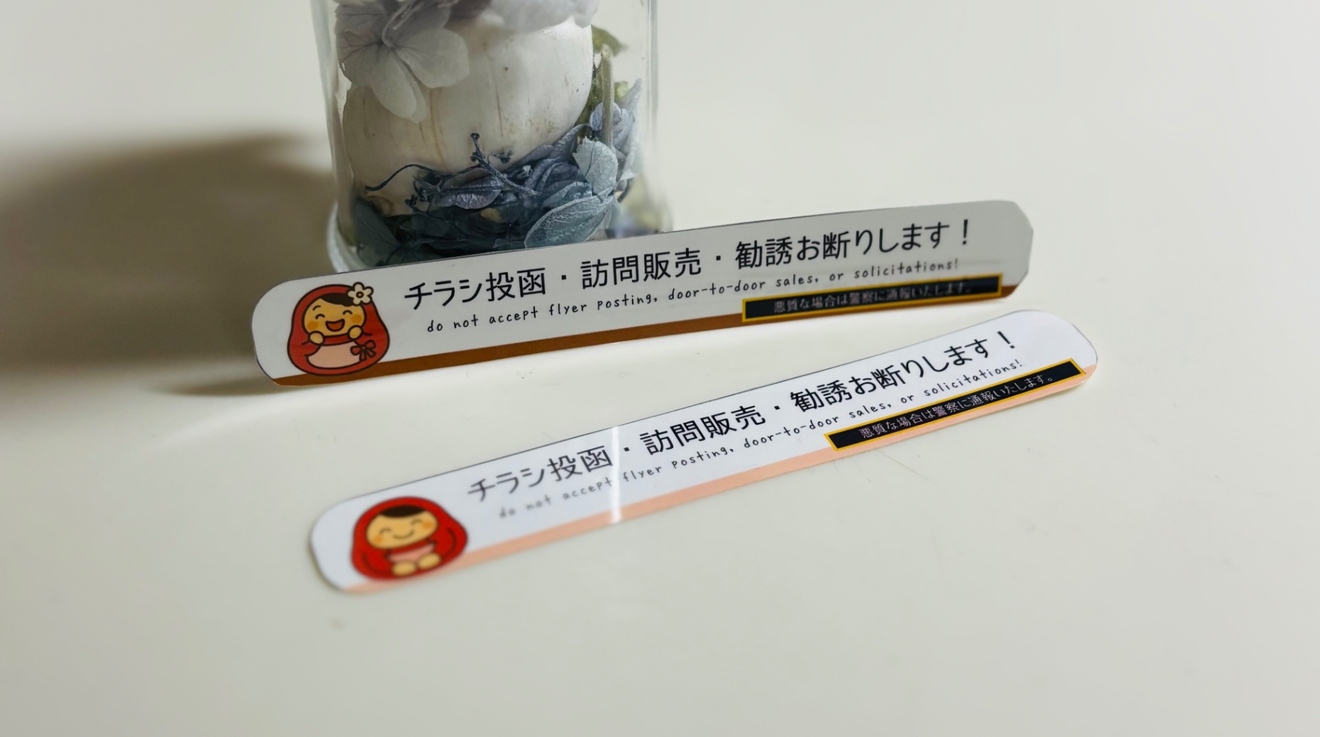 チラシ投函・訪問販売・勧誘お断りします！
do not accept flyer posting, door-to-door sales, or solicitations!
悪質な場合は警察に通報いたします。
チラシ投函・訪問販売・勧誘お断りします！
do not accept flyer posting, door-to-door sales, or solicitations!
悪質な場合は警察に通報いたします。